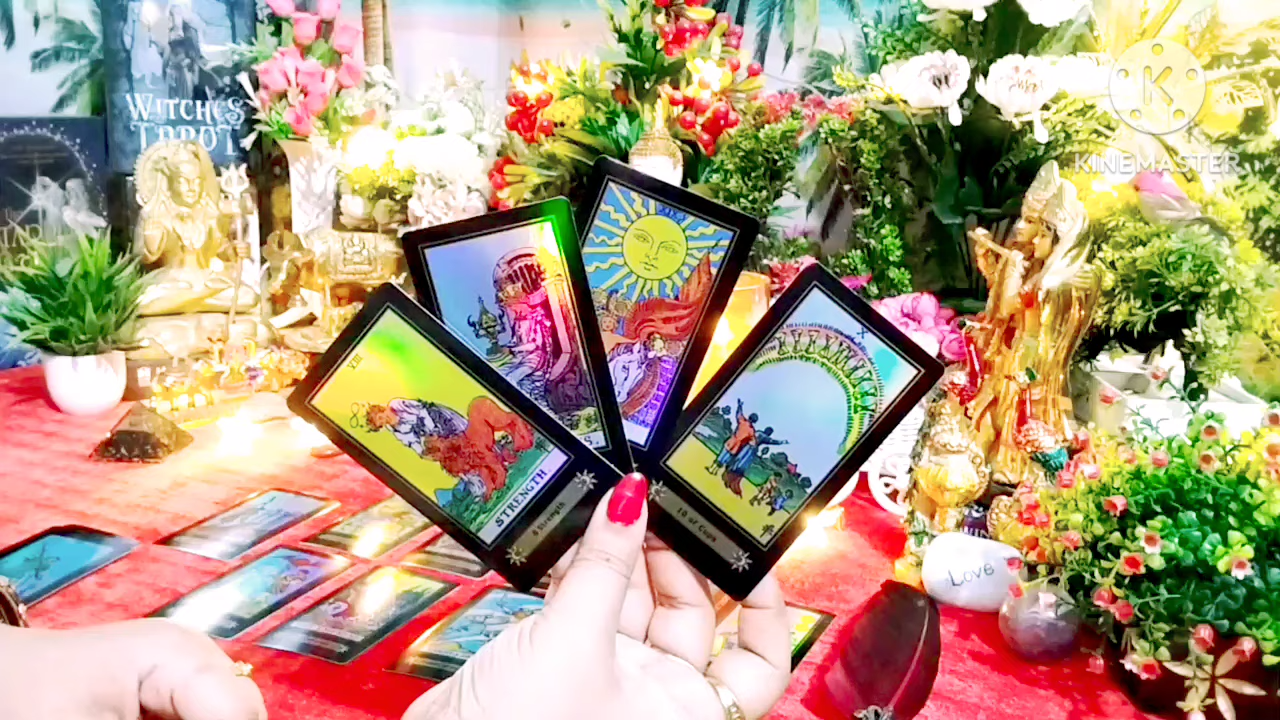 WITCHES
TAROT
K
KINEMASTER
VIII
STRENGTH
8 Strength
X
10 of Cups
Love